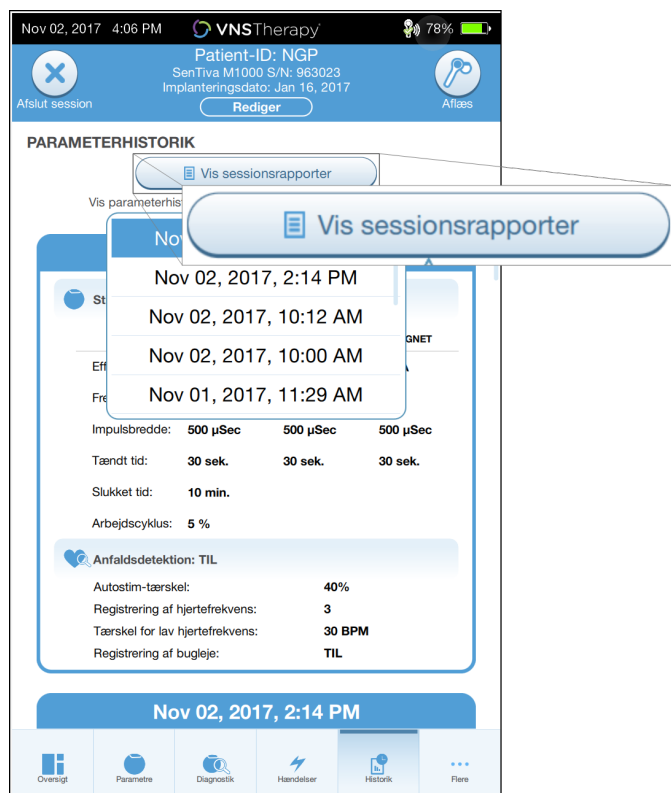 Nov 02, 2017 4:06 PM VNSTherapy 78%
Patient-ID: NGP
SenTiva M1000 S/N: 963023
Implanteringsdato: Jan 16, 2017
Afslut session Rediger Aflæs
PARAMETERHISTORIK
Vis sessionsrapporter
Vis sessionsrapporter
Vis parameterhis
Nov
Nov 02, 2017, 2:14 PM
Nov 02, 2017, 10:12 AM
Nov 02, 2017, 10:00 AM
Nov 01, 2017, 11:29 AM
St
GNET
Eff
Fre
Impulsbredde: 500 µSec 500 µSec 500 µSec
Tændt tid: 30 sek. 30 sek. 30 sek.
Slukket tid: 10 min.
Arbejdscyklus: 5 %
Anfaldsdetektion: TIL
Autostim-tærskel: 40%
Registrering af hjertefrekvens: 3
Tærskel for lav hjertefrekvens: 30 BPM
Registrering af bugleje: TIL
Nov 02, 2017, 2:14 PM
Oversigt Parametre Diagnostik Hændelser Historik Flere